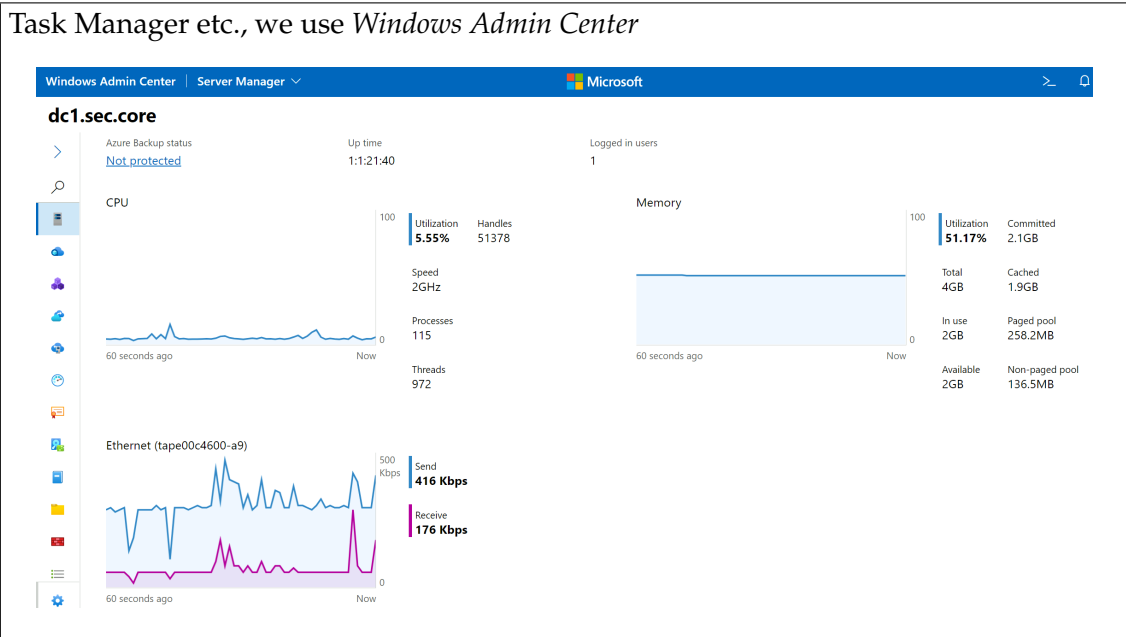 Task Manager etc., we use Windows Admin Center
Windows Admin Center | Server Manager
Microsoft
dc1.sec.core
Azure Backup status Up time Logged in users
Not protected 1:1:21:40 1
CPU
100
0
60 seconds ago Now
Utilization Handles
5.55% 51378
Speed
2GHz
Processes
115
Threads
972
Memory
100
0
60 seconds ago Now
Utilization Committed
51.17% 2.1GB
Total Cached
4GB 1.9GB
In use Paged pool
2GB 258.2MB
Available Non-paged pool
2GB 136.5MB
Ethernet (tape00c4600-a9)
500
Kbps
0
60 seconds ago Now
Send
416 Kbps
Receive
176 Kbps